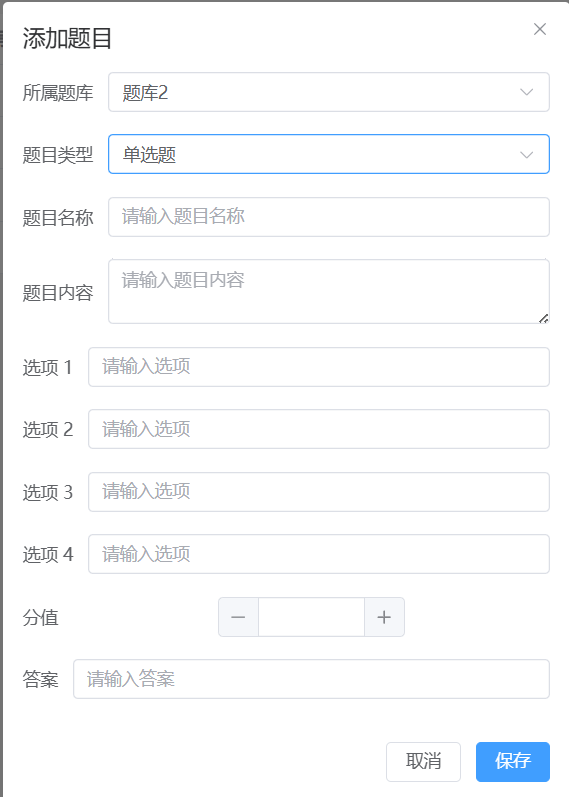 添加题目
所属题库 题库2
题目类型 单选题
题目名称 请输入题目名称
题目内容 请输入题目内容
选项 1 请输入选项
选项 2 请输入选项
选项 3 请输入选项
选项 4 请输入选项
分值
答案 请输入答案
取消 保存